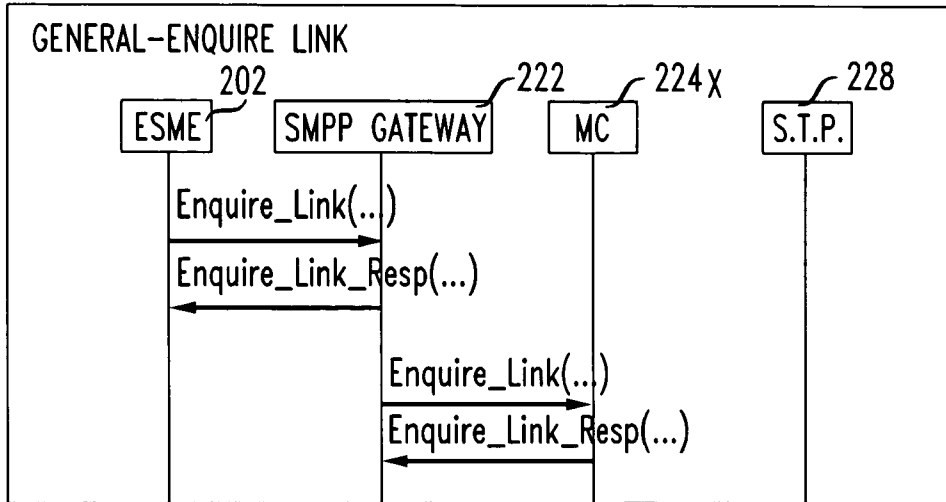 GENERAL-ENQUIRE LINK
202
222
224X
228
ESME
SMPP GATEWAY
MC
S.T.P.
Enquire_Link(...)
Enquire_Link_Resp(...)
Enquire_Link(...)
Enquire_Link_Resp(...)